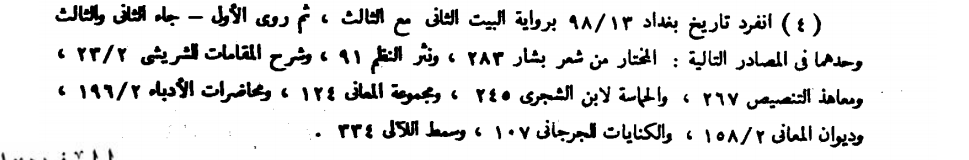 ( ٤ ) انفرد تاريخ بغداد ٩٨/١٣ برواية البيت الثانى مع الثالث ، ثم روى الأول – جاء الثانى والثالث
وحدهما فى المصادر التالية : المختار من شعر بشار ٢٨٣ ، ونثر النظم ٩١ ، وشرح المقامات للشريشى ٢٣/٢ ،
ومعاهد التنصيص ٢٦٧ ، والحماسة لابن الشجرى ٢٤٥ ، ومجموعة المعانى ١٢٤ ، ومحاضرات الأدباء ١٩٦/٢ ،
وديوان المعانى ١٥٨/٢ ، والكنايات للجرجانى ١٠٧ ، وسمط اللآلى ٣٣٤ .